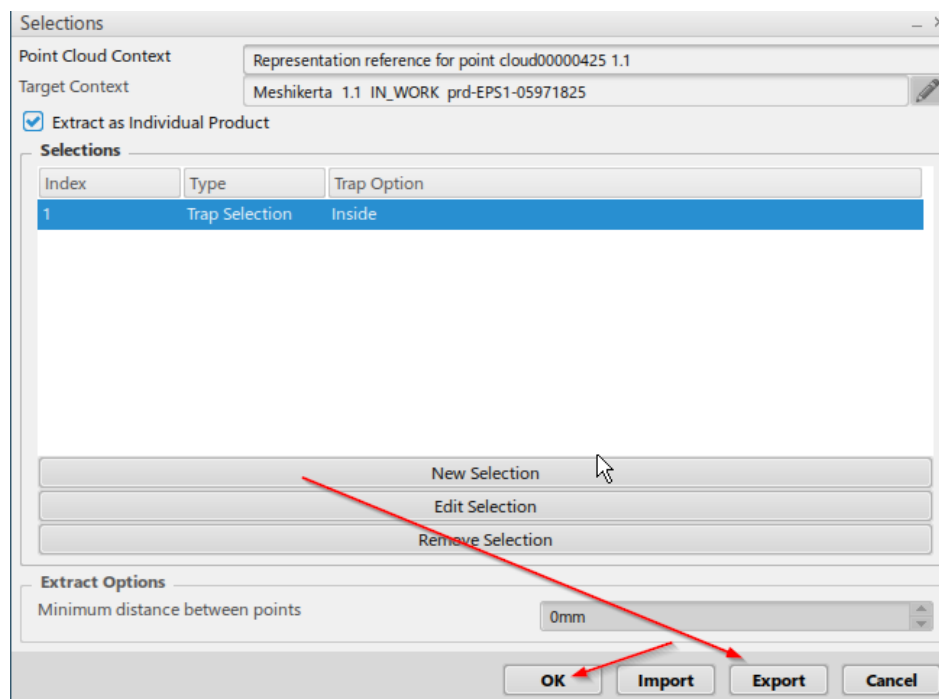 Selections
Point Cloud Context Representation reference for point cloud00000425 1.1
Target Context Meshikerta 1.1 IN_WORK prd-EPS1-05971825
Extract as Individual Product
Selections
Index Type Trap Option
1 Trap Selection Inside
New Selection
Edit Selection
Remove Selection
Extract Options
Minimum distance between points 0mm
OK Import Export Cancel